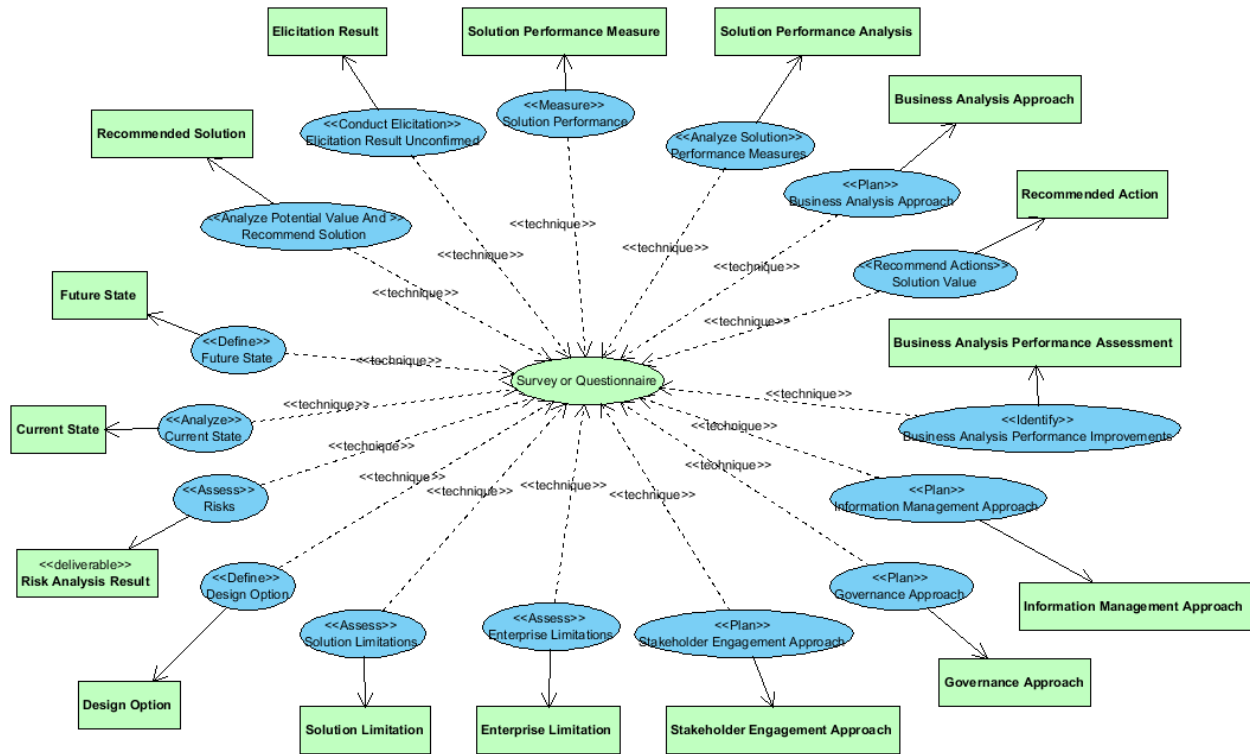 Elicitation Result
Solution Performance Measure
Solution Performance Analysis
Business Analysis Approach
Recommended Solution
Recommended Action
<<Conduct Elicitation>>
Elicitation Result Unconfirmed
<<Measure>>
Solution Performance
<<Analyze Solution>>
Performance Measures
<<Plan>>
Business Analysis Approach
<<Analyze Potential Value And >>
Recommend Solution
<<Recommend Actions>>
Solution Value
<<technique>>
<<technique>>
<<technique>>
<<technique>>
<<technique>>
<<technique>>
Future State
<<Define>>
Future State
<<technique>>
Business Analysis Performance Assessment
Survey or Questionnaire
Current State
<<Analyze>>
Current State
<<technique>>
<<technique>>
<<Identify>>
Business Analysis Performance Improvements
<<technique>>
<<technique>>
<<technique>>
<<technique>>
<<technique>>
<<technique>>
<<technique>>
<<technique>>
<<Assess>>
Risks
<<Plan>>
Information Management Approach
<<deliverable>>
Risk Analysis Result
<<Define>>
Design Option
<<Plan>>
Governance Approach
<<Assess>>
Solution Limitations
<<Assess>>
Enterprise Limitations
<<Plan>>
Stakeholder Engagement Approach
Information Management Approach
Governance Approach
Design Option
Solution Limitation
Enterprise Limitation
Stakeholder Engagement Approach